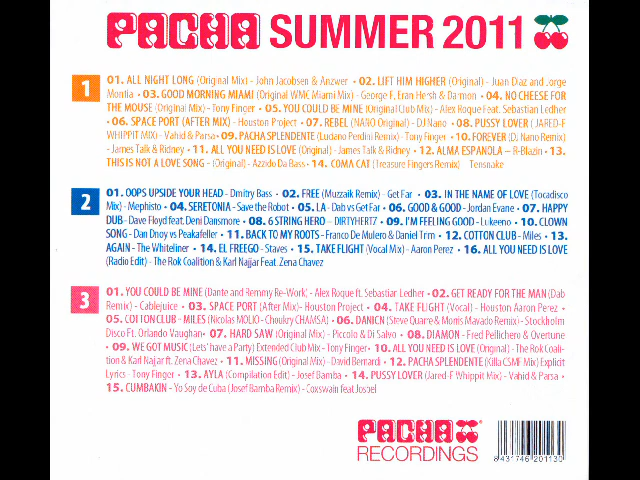 PACHA SUMMER 2011
1
01. ALL NIGHT LONG (Original Mix) - John Jacobsen & Anzwer • 02. LIFT HIM HIGHER (Original) - Juan Diaz and Jorge
Montia • 03. GOOD MORNING MIAMI (Original WMC Miami Mix) - George F, Eran Hersh & Darmon • 04. NO CHEESE FOR
THE MOUSE (Original Mix) - Tony Finger • 05. YOU COULD BE MINE (Original Club Mix) - Alex Roque Feat. Sebastian Ledher
• 06. SPACE PORT (AFTER MIX) - Houston Project • 07. REBEL (NANO Original) - DJ Nano • 08. PUSSY LOVER ( JARED-F
WHIPPIT MIX) - Vahid & Parsa• 09. PACHA SPLENDENTE (Luciano Perdini Remix) - Tony Finger • 10. FOREVER (DJ. Nano Remix)
- James Talk & Ridney • 11. ALL YOU NEED IS LOVE (Original) - James Talk & Ridney • 12. ALMA ESPANOLA – R-Blazin • 13.
THIS IS NOT A LOVE SONG - (Original) - Azzido Da Bass • 14. COMA CAT (Treasure Fingers Remix) - Tensnake
2
01. OOPS UPSIDE YOUR HEAD - Dmitry Bass • 02. FREE (Muzzaik Remix) - Get Far • 03. IN THE NAME OF LOVE (Tocadisco
Mix) - Mephisto • 04. SERETONIA - Save the Robot • 05. LA - Dab vs Get Far • 06. GOOD & GOOD - Jordan Evane • 07. HAPPY
DUB- Dave Floyd feat. Deni Dansmore • 08. 6 STRING HERO – DIRTYHERTZ • 09. I'M FEELING GOOD - Lukeeno • 10. CLOWN
SONG - Dan Dnoy vs Peakafeller • 11. BACK TO MY ROOTS - Franco De Mulero & Daniel Trim • 12. COTTON CLUB - Miles • 13.
AGAIN - The Whiteliner • 14. EL FREEGO - Staves • 15. TAKE FLIGHT (Vocal Mix) - Aaron Perez • 16. ALL YOU NEED IS LOVE
(Radio Edit) - The Rok Coalition & Karl Najjar Feat. Zena Chavez
3
01. YOU COULD BE MINE (Dante and Remmy Re-Work) - Alex Roque ft. Sebastian Ledher • 02. GET READY FOR THE MAN (Dab
Remix) - Cablejuice • 03. SPACE PORT (After Mix)- Houston Project • 04. TAKE FLIGHT (Vocal) - Houston Aaron Perez •
05. COTTON CLUB - MILES (Nicolas MOLIO - Choukry CHAMSA) • 06. DANICN (Steve Quarre & Monis Mavado Remix) - Stockholm
Disco Ft. Orlando Vaughan• 07. HARD SAW (Original Mix) - Piccola & Di Salvo • 08. DIAMON - Fred Pellichero & Overtune
• 09. WE GOT MUSIC (Lets' have a Party) Extended Club Mix - Tony Finger• 10. ALL YOU NEED IS LOVE (Original) - The Rok Coali-
tion & Karl Najjar ft. Zena Chavez • 11. MISSING (Original Mix) - David Bernard • 12. PACHA SPLENDENTE (Killa CSMF Mix) Explicit
Lyrics - Tony Finger • 13. AYLA (Compilation Edit) - Josef Bamba • 14. PUSSY LOVER (Jared-F Whippit Mix) - Vahid & Parsa •
15. CUMBAKIN - Yo Soy de Cuba (Josef Bamba Remix) - Coxswain feat Josbel
PACHA
RECORDINGS
8 431746 201130